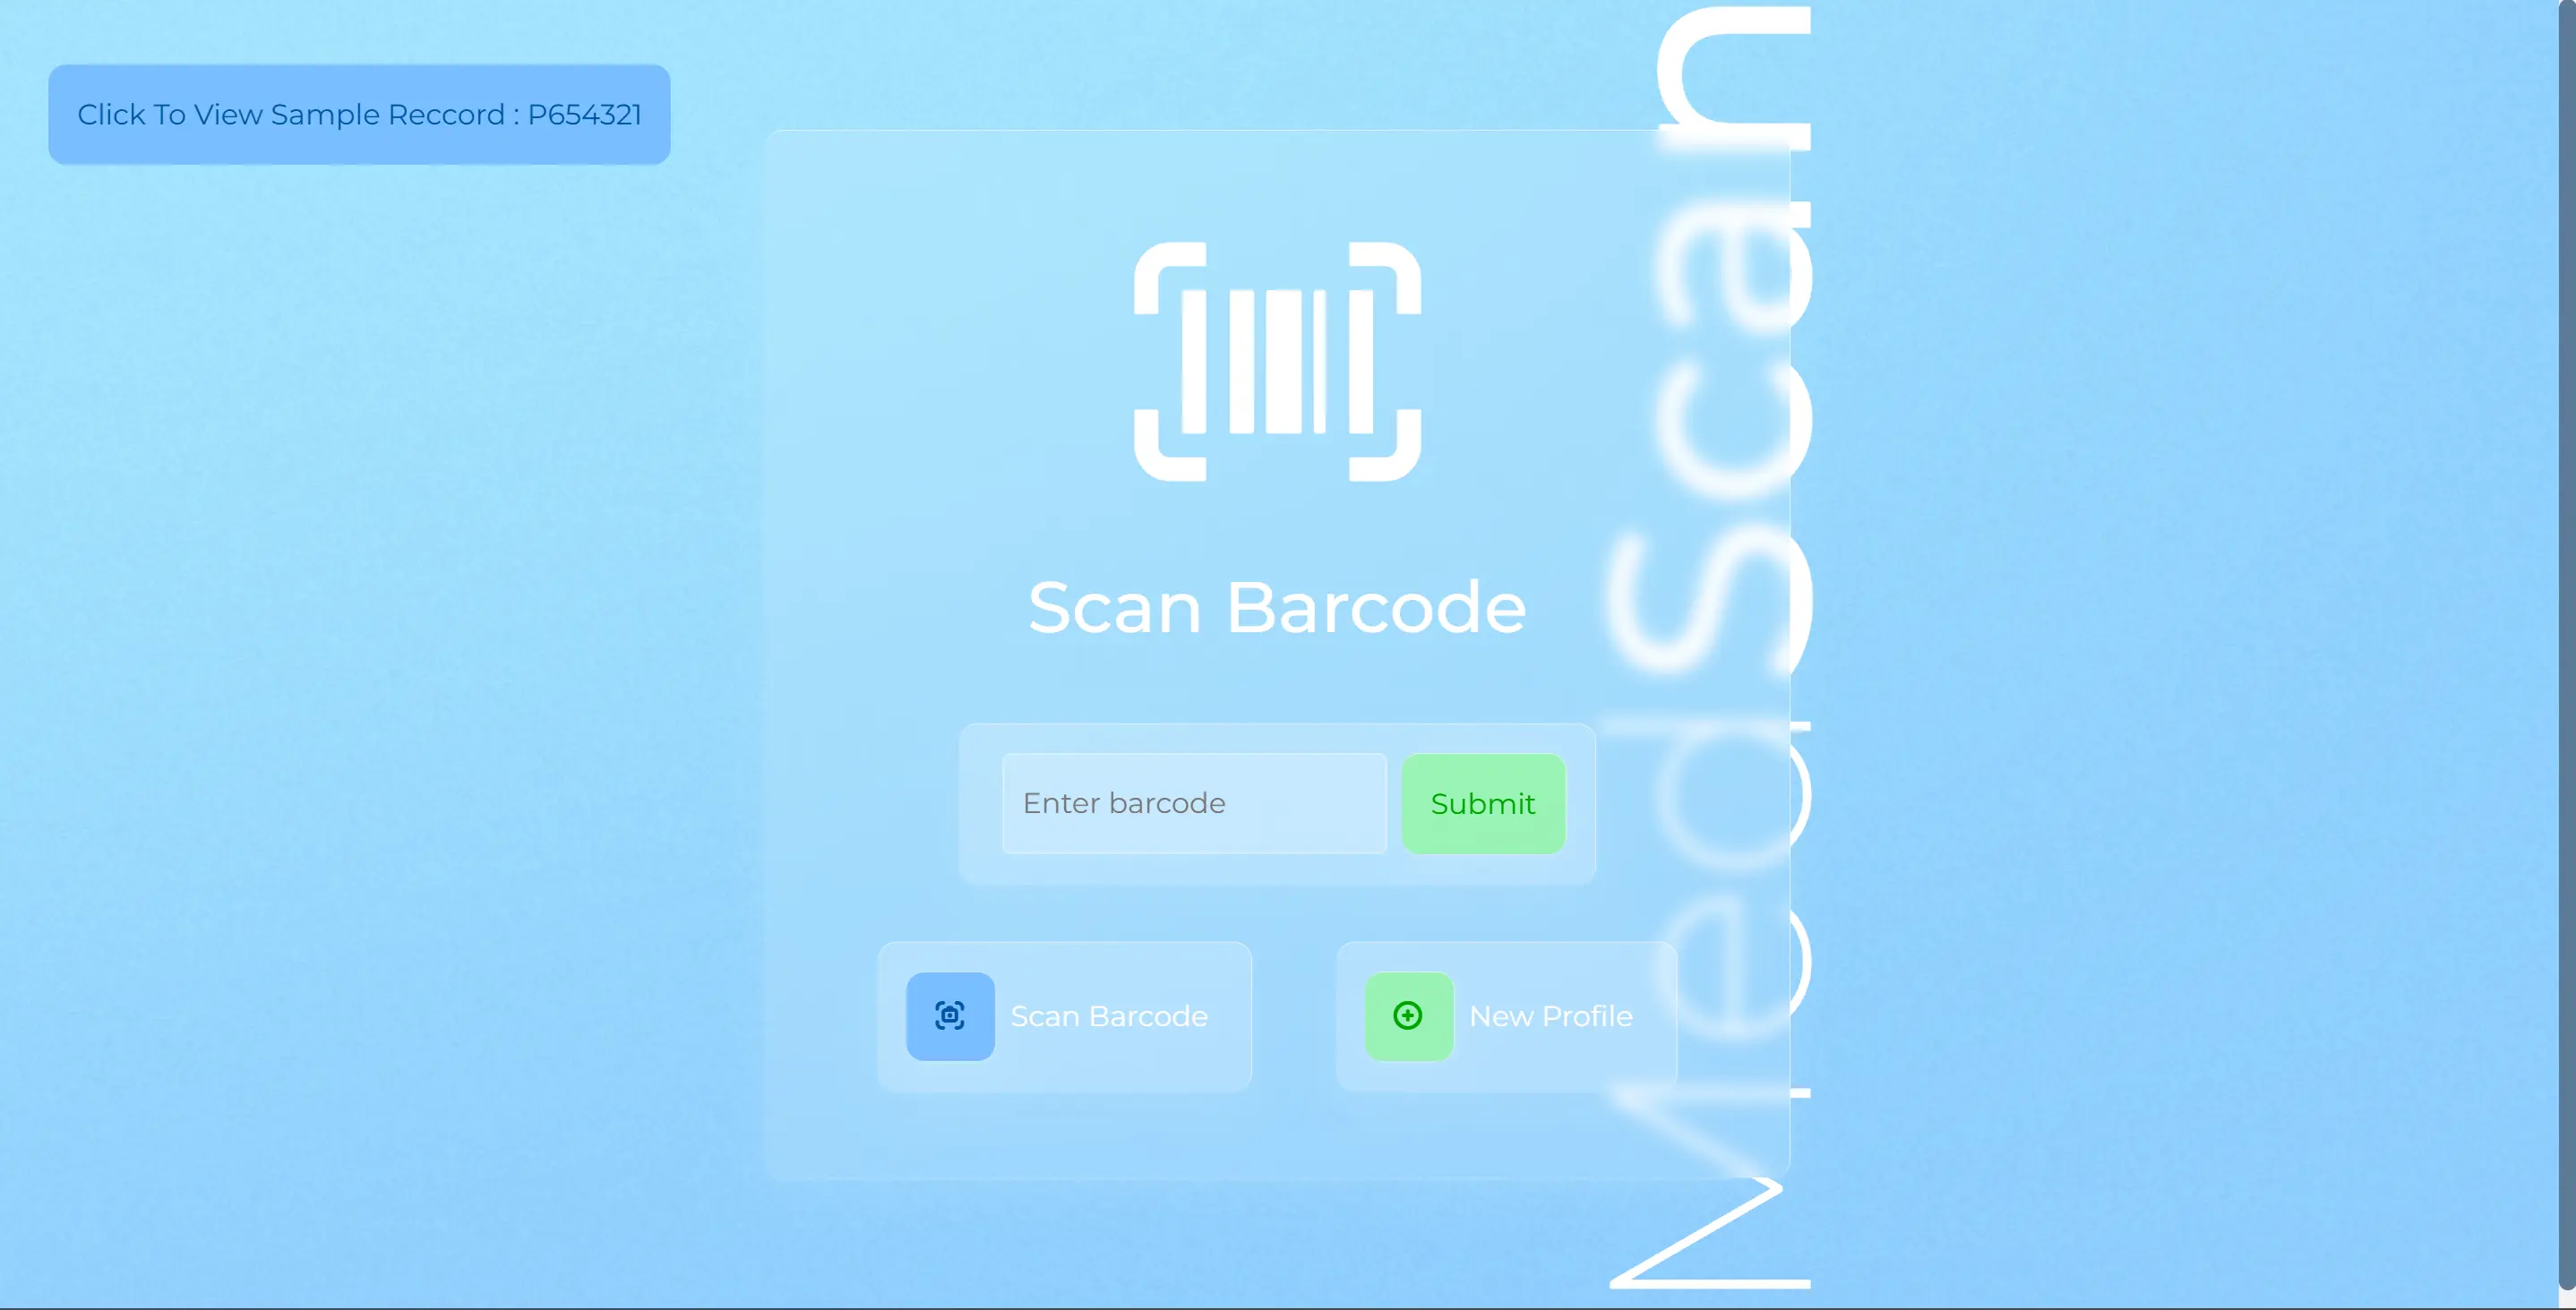 Click To View Sample Reccord : P654321
MedScan
Scan Barcode
Enter barcode
Submit
Scan Barcode
New Profile